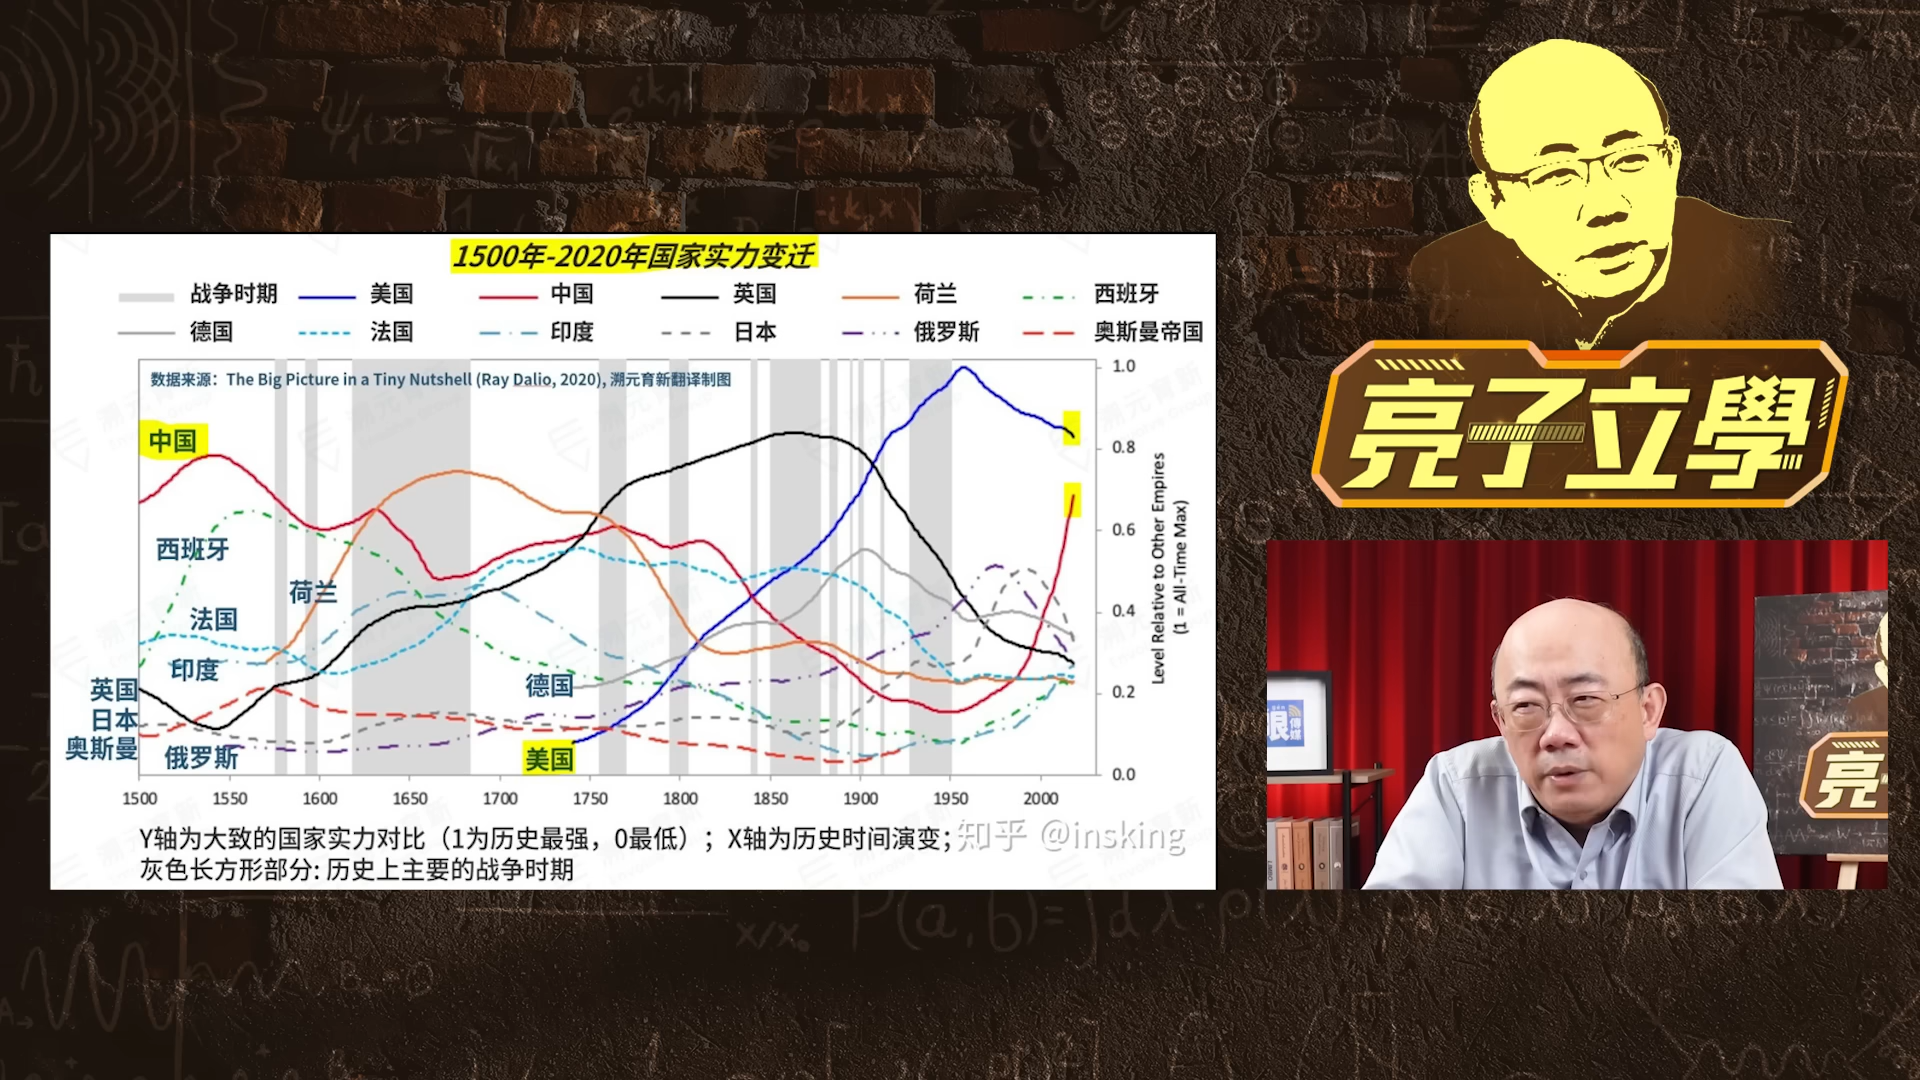 1500年-2020年国家实力变迁
战争时期 美国 中国 英国 荷兰 西班牙
德国 法国 印度 日本 俄罗斯 奥斯曼帝国
数据来源：The Big Picture in a Tiny Nutshell (Ray Dalio, 2020), 溯元育新翻译制图
中国
西班牙
荷兰
法国
印度
英国
日本
奥斯曼
俄罗斯
德国
美国
1.0
0.8
0.6
0.4
0.2
0.0
Level Relative to Other Empires
(1 = All-Time Max)
1500 1550 1600 1650 1700 1750 1800 1850 1900 1950 2000
Y轴为大致的国家实力对比（1为历史最强，0最低）；X轴为历史时间演变；
灰色长方形部分: 历史上主要的战争时期
知乎 @insking
亮了立學
傳媒
亮